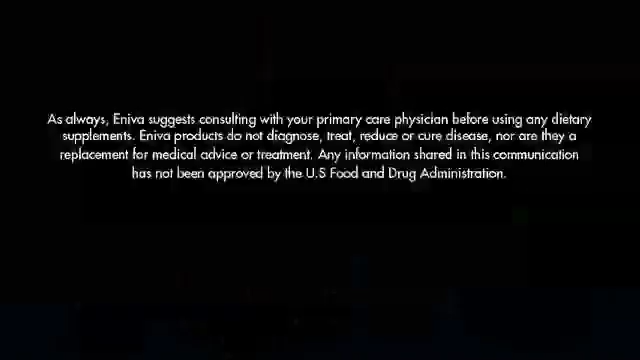 As always, Eniva suggests consulting with your primary care physician before using any dietary
supplements. Eniva products do not diagnose, treat, reduce or cure disease, nor are they a
replacement for medical advice or treatment. Any information shared in this communication
has not been approved by the U.S Food and Drug Administration.